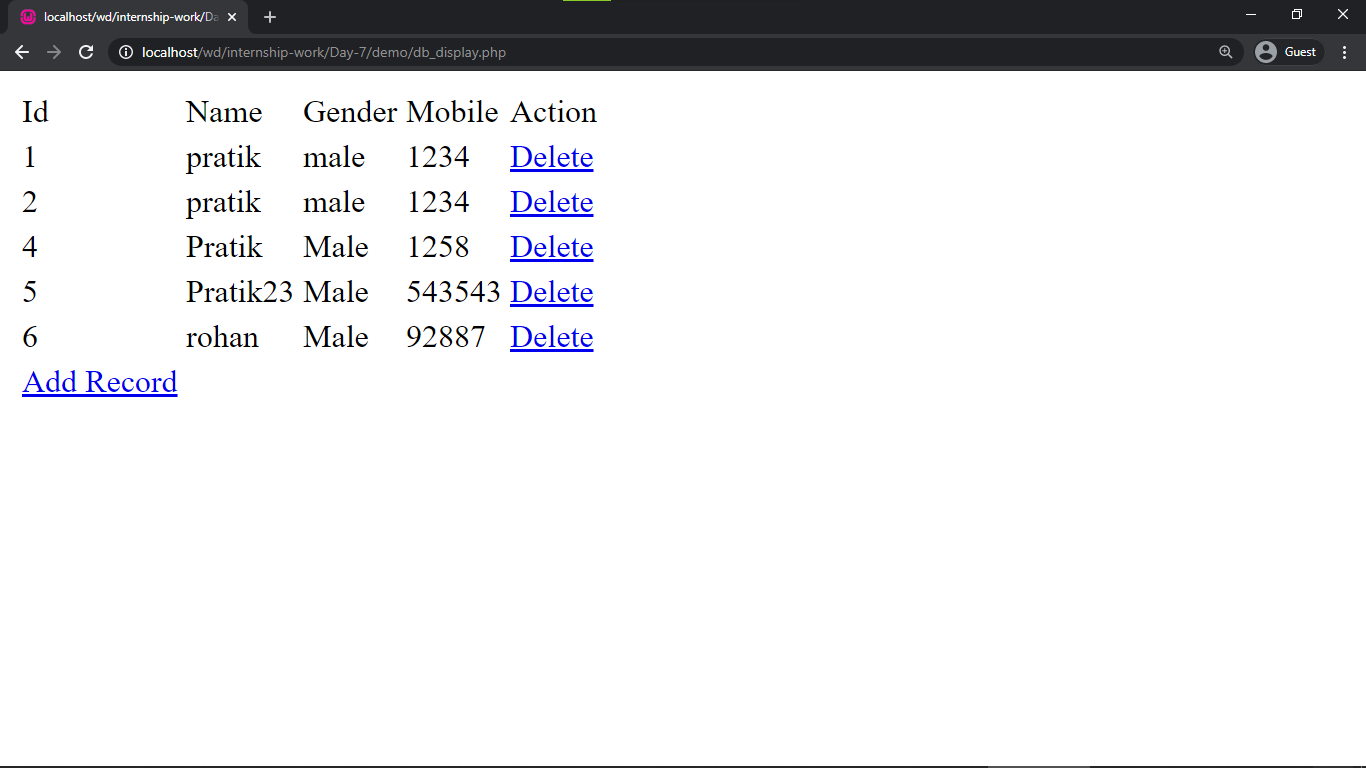 localhost/wd/internship-work/Da
localhost/wd/internship-work/Day-7/demo/db_display.php
Guest
Id Name Gender Mobile Action
1 pratik male 1234 Delete
2 pratik male 1234 Delete
4 Pratik Male 1258 Delete
5 Pratik23 Male 543543 Delete
6 rohan Male 92887 Delete
Add Record